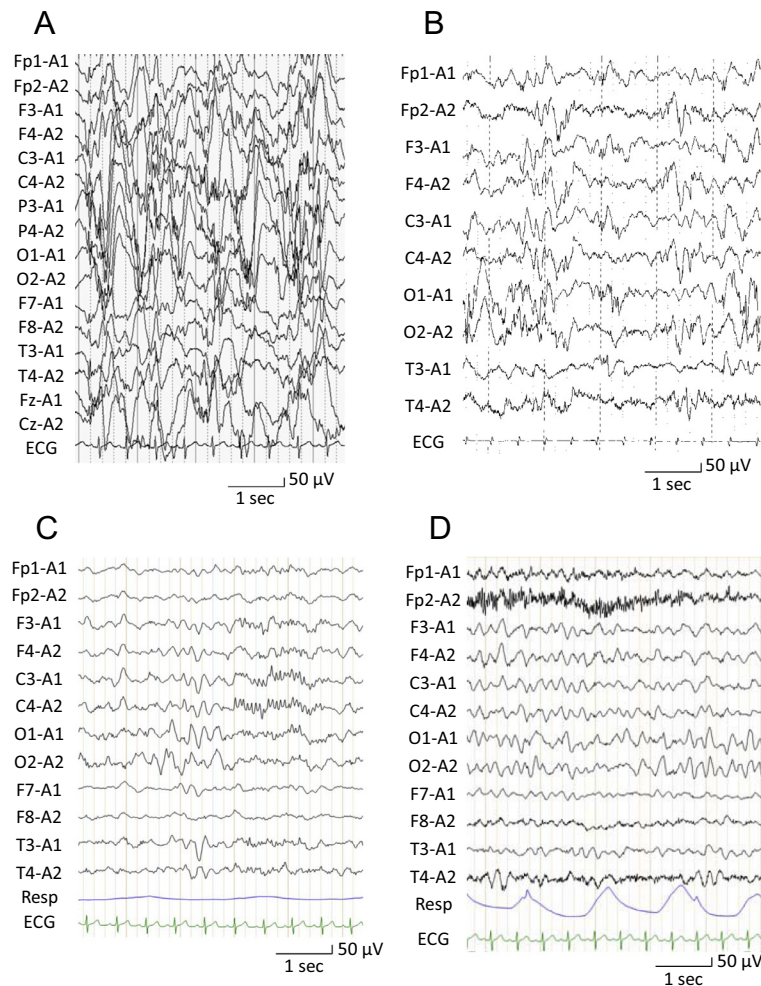 A
Fp1-A1
Fp2-A2
F3-A1
F4-A2
C3-A1
C4-A2
P3-A1
P4-A2
O1-A1
O2-A2
F7-A1
F8-A2
T3-A1
T4-A2
Fz-A1
Cz-A2
ECG
50 μV
1 sec
B
Fp1-A1
Fp2-A2
F3-A1
F4-A2
C3-A1
C4-A2
O1-A1
O2-A2
T3-A1
T4-A2
ECG
50 μV
1 sec
C
Fp1-A1
Fp2-A2
F3-A1
F4-A2
C3-A1
C4-A2
O1-A1
O2-A2
F7-A1
F8-A2
T3-A1
T4-A2
Resp
ECG
50 μV
1 sec
D
Fp1-A1
Fp2-A2
F3-A1
F4-A2
C3-A1
C4-A2
O1-A1
O2-A2
F7-A1
F8-A2
T3-A1
T4-A2
Resp
ECG
50 μV
1 sec